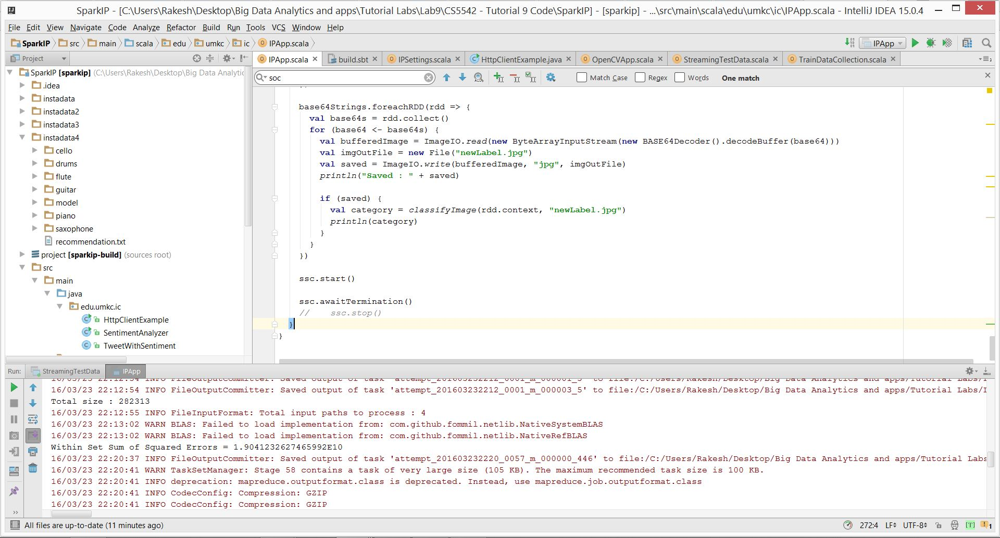 SparkIP - [C:\Users\Rakesh\Desktop\Big Data Analytics and apps\Tutorial Labs\Lab9\CS5542 - Tutorial 9 Code\SparkIP] - [sparkip] - ...\src\main\scala\edu\umkc\ic\IPApp.scala - IntelliJ IDEA 15.0.4
File Edit View Navigate Code Analyze Refactor Build Run Tools VCS Window Help
SparkIP src main scala edu umkc ic IPApp.scala
IPApp
Project
IPApp.scala build.sbt IPSettings.scala HttpClientExample.java OpenCVApp.scala StreamingTestData.scala TrainDataCollection.scala
soc Match Case Regex Words One match
SparkIP [sparkip] (C:\Users\Rakesh\Desktop\Big Data Analytic
.idea
instadata
instadata2
instadata3
instadata4
cello
drums
flute
guitar
model
piano
saxophone
recommendation.txt
project [sparkip-build] (sources root)
src
main
java
edu.umkc.ic
HttpClientExample
SentimentAnalyzer
TweetWithSentiment
base64Strings.foreachRDD(rdd => {
val base64s = rdd.collect()
for (base64 <- base64s) {
val bufferedImage = ImageIO.read(new ByteArrayInputStream(new BASE64Decoder().decodeBuffer(base64)))
val imgOutFile = new File("newLabel.jpg")
val saved = ImageIO.write(bufferedImage, "jpg", imgOutFile)
println("Saved : " + saved)
if (saved) {
val category = classifyImage(rdd.context, "newLabel.jpg")
println(category)
}
}
})
ssc.start()
ssc.awaitTermination()
// ssc.stop()
}
}
Run: StreamingTestData IPApp
16/03/23 22:12:54 INFO FileOutputCommitter: Saved output of task 'attempt_201603232212_0001_m_000003_5' to file:/C:/Users/Rakesh/Desktop/Big Data Analytics and apps/Tutorial Labs/
Total size : 282313
16/03/23 22:12:55 INFO FileInputFormat: Total input paths to process : 4
16/03/23 22:13:02 WARN BLAS: Failed to load implementation from: com.github.fommil.netlib.NativeSystemBLAS
16/03/23 22:13:02 WARN BLAS: Failed to load implementation from: com.github.fommil.netlib.NativeRefBLAS
Within Set Sum of Squared Errors = 1.9041232627465992E10
16/03/23 22:20:37 INFO FileOutputCommitter: Saved output of task 'attempt_201603232220_0057_m_000000_446' to file:/C:/Users/Rakesh/Desktop/Big Data Analytics and apps/Tutorial Labs
16/03/23 22:20:41 WARN TaskSetManager: Stage 58 contains a task of very large size (105 KB). The maximum recommended task size is 100 KB.
16/03/23 22:20:41 INFO deprecation: mapreduce.outputformat.class is deprecated. Instead, use mapreduce.job.outputformat.class
16/03/23 22:20:41 INFO CodecConfig: Compression: GZIP
16/03/23 22:20:41 INFO CodecConfig: Compression: GZIP
All files are up-to-date (11 minutes ago) 272:4 LF UTF-8 [T] 1